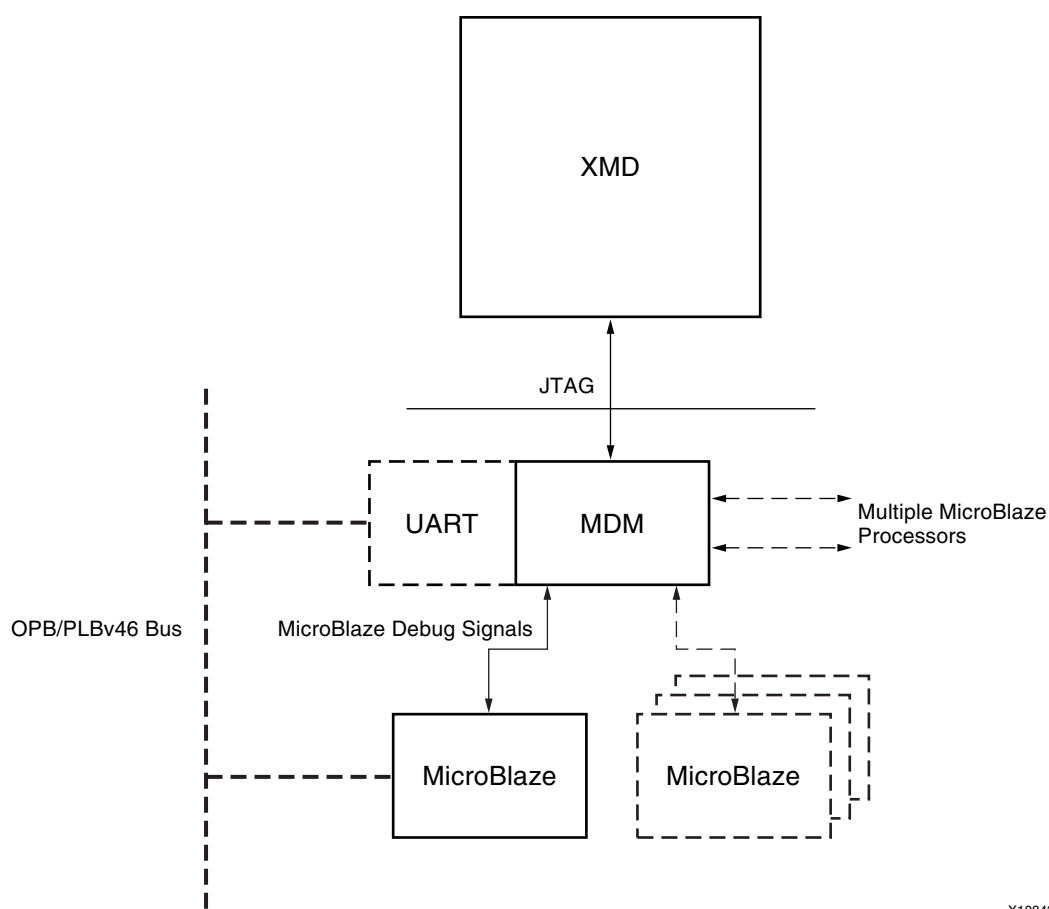 XMD
JTAG
UART
MDM
Multiple MicroBlaze
Processors
OPB/PLBv46 Bus
MicroBlaze Debug Signals
MicroBlaze
MicroBlaze